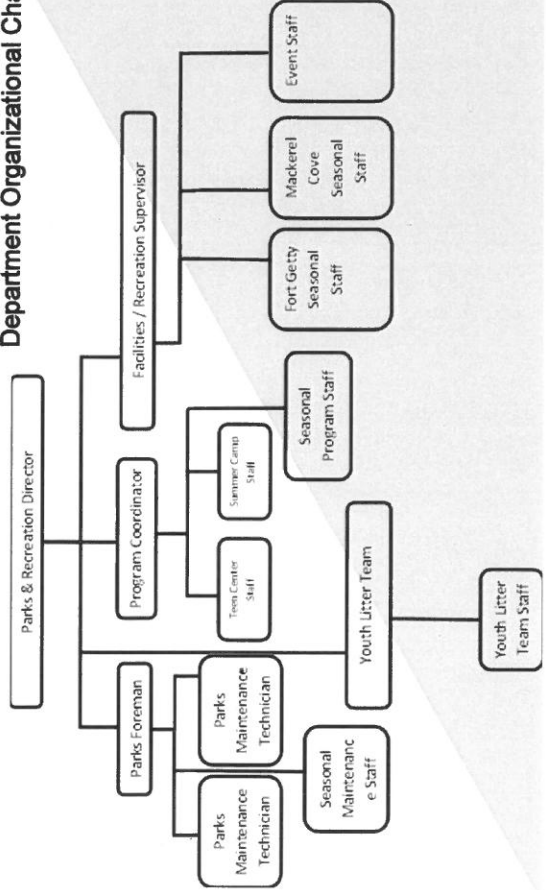 Department Organizational Cha
Parks & Recreation Director
Parks Foreman
Program Coordinator
Facilities / Recreation Supervisor
Parks
Maintenance
Technician
Parks
Maintenance
Technician
Seasonal
Maintenanc
e Staff
Teen Center
Staff
Summer Camp
Staff
Seasonal
Program Staff
Fort Getty
Seasonal
Staff
Mackerel
Cove
Seasonal
Staff
Event Staff
Youth Litter Team
Youth Litter
Team Staff